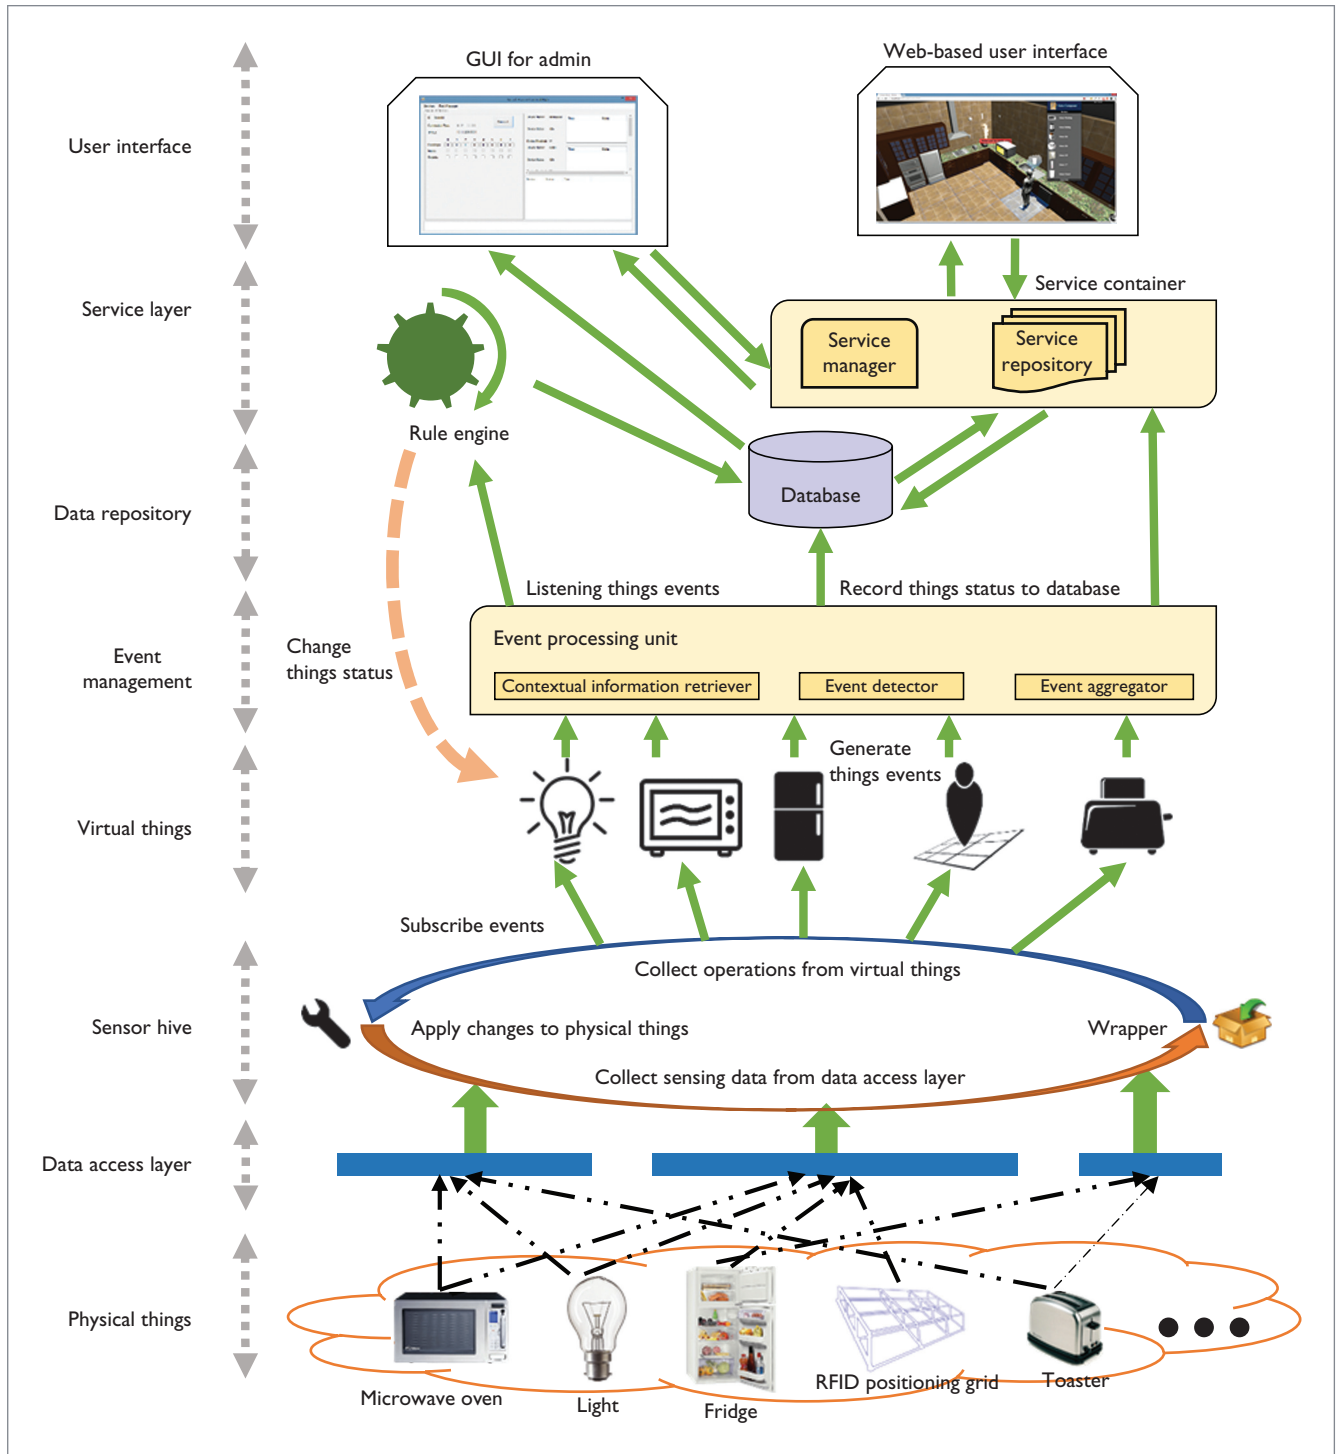 GUI for admin
Web-based user interface
User interface
Service layer
Service container
Service
manager
Service
repository
Rule engine
Data repository
Database
Listening things events
Record things status to database
Event
management
Change
things status
Event processing unit
Contextual information retriever
Event detector
Event aggregator
Generate
things events
Virtual things
Subscribe events
Collect operations from virtual things
Sensor hive
Apply changes to physical things
Wrapper
Collect sensing data from data access layer
Data access layer
Physical things
Microwave oven
Light
Fridge
RFID positioning grid
Toaster